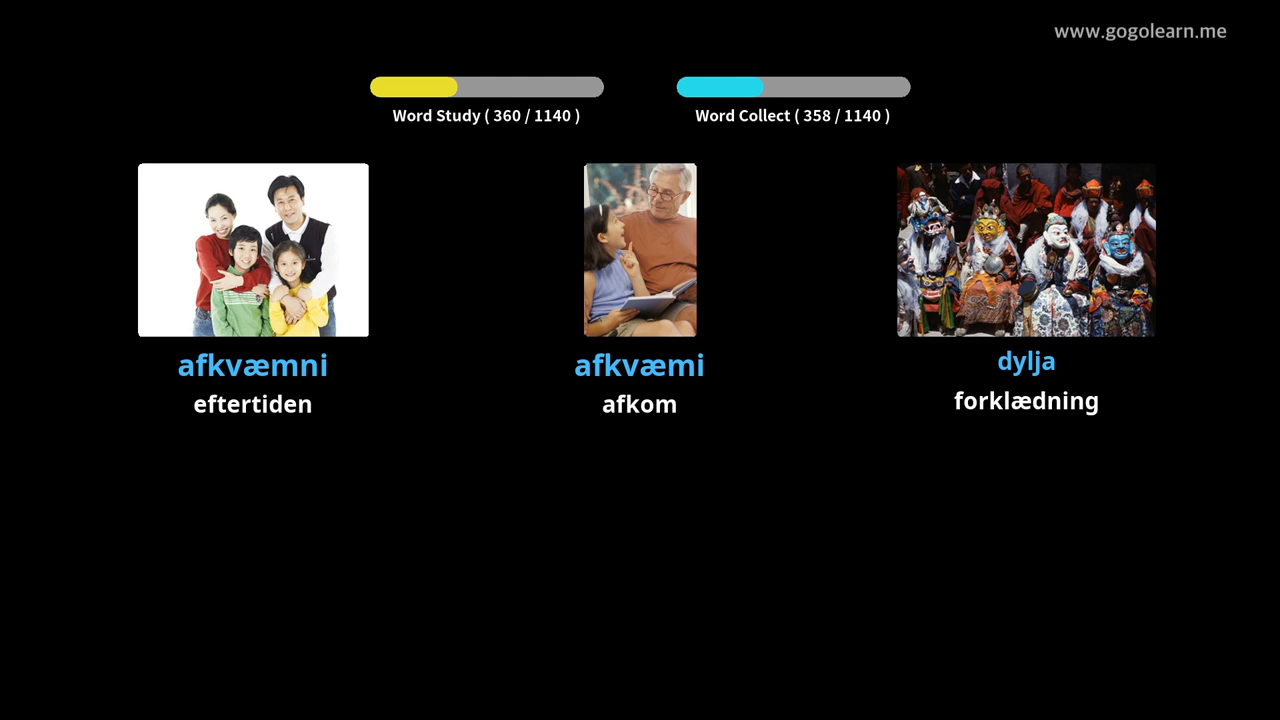 www.gogolearn.me
Word Study ( 360 / 1140 )
Word Collect ( 358 / 1140 )
afkvæmni
eftertiden
afkvæmi
afkom
dylja
forklædning